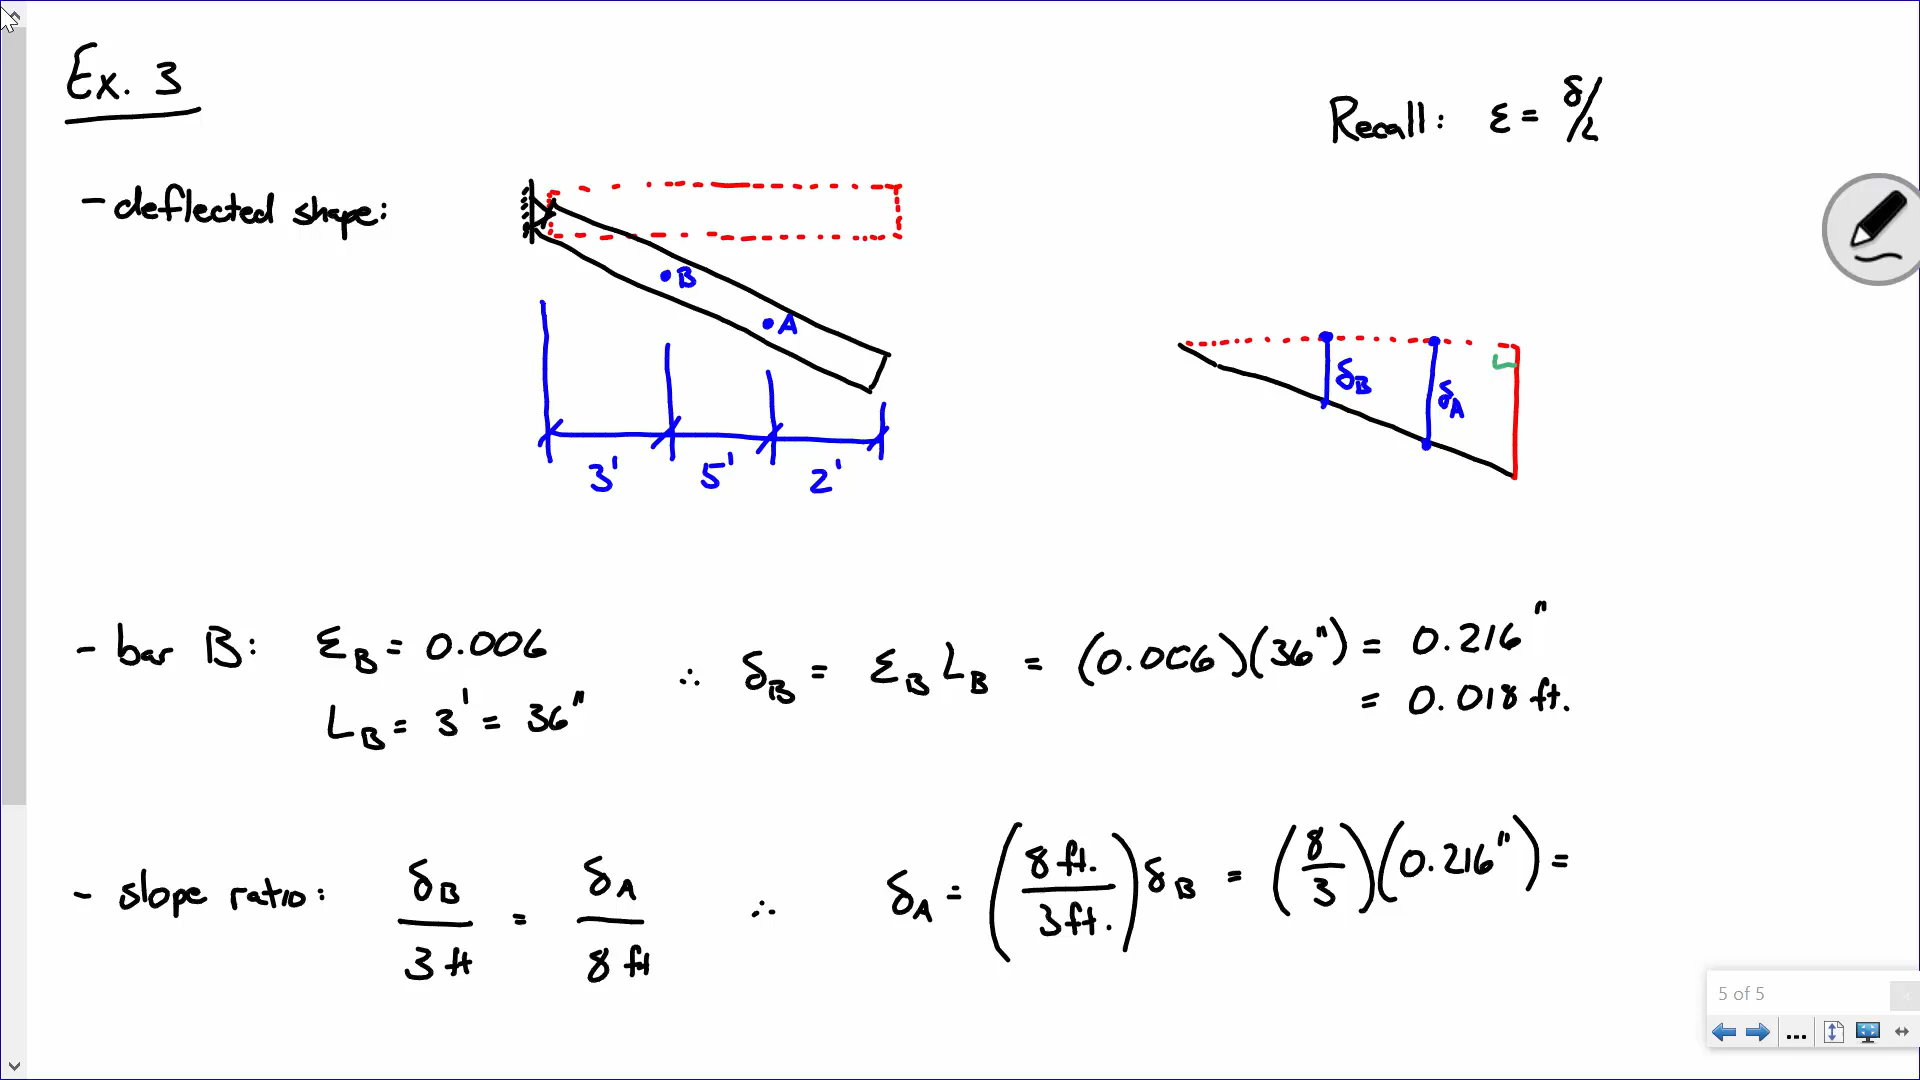 Ex. 3
Recall: ε = δ/L
- deflected shape:
B
A
3' 5' 2'
δB
δA
- bar B: εB = 0.006 ∴ δB = εB LB = (0.006)(36") = 0.216"
LB = 3' = 36" = 0.018 ft.
- slope ratio: δB/3 ft = δA/8 ft ∴ δA = (8 ft./3 ft.) δB = (8/3)(0.216") =
5 of 5